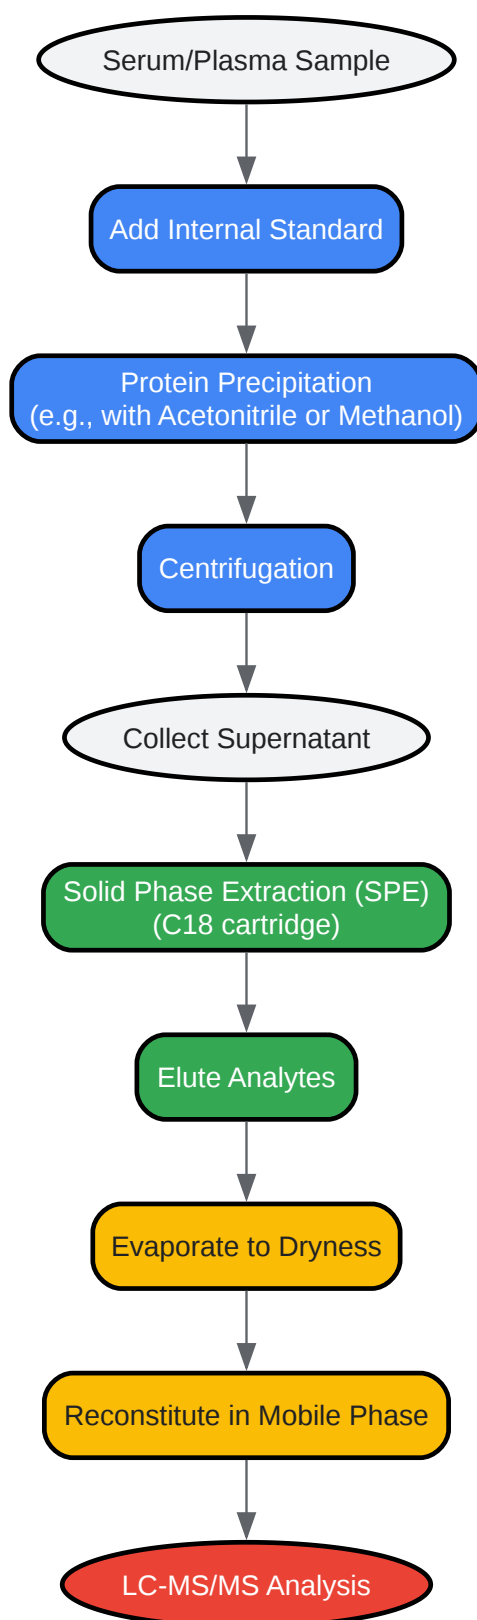 Serum/Plasma Sample
Add Internal Standard
Protein Precipitation
(e.g., with Acetonitrile or Methanol)
Centrifugation
Collect Supernatant
Solid Phase Extraction (SPE)
(C18 cartridge)
Elute Analytes
Evaporate to Dryness
Reconstitute in Mobile Phase
LC-MS/MS Analysis